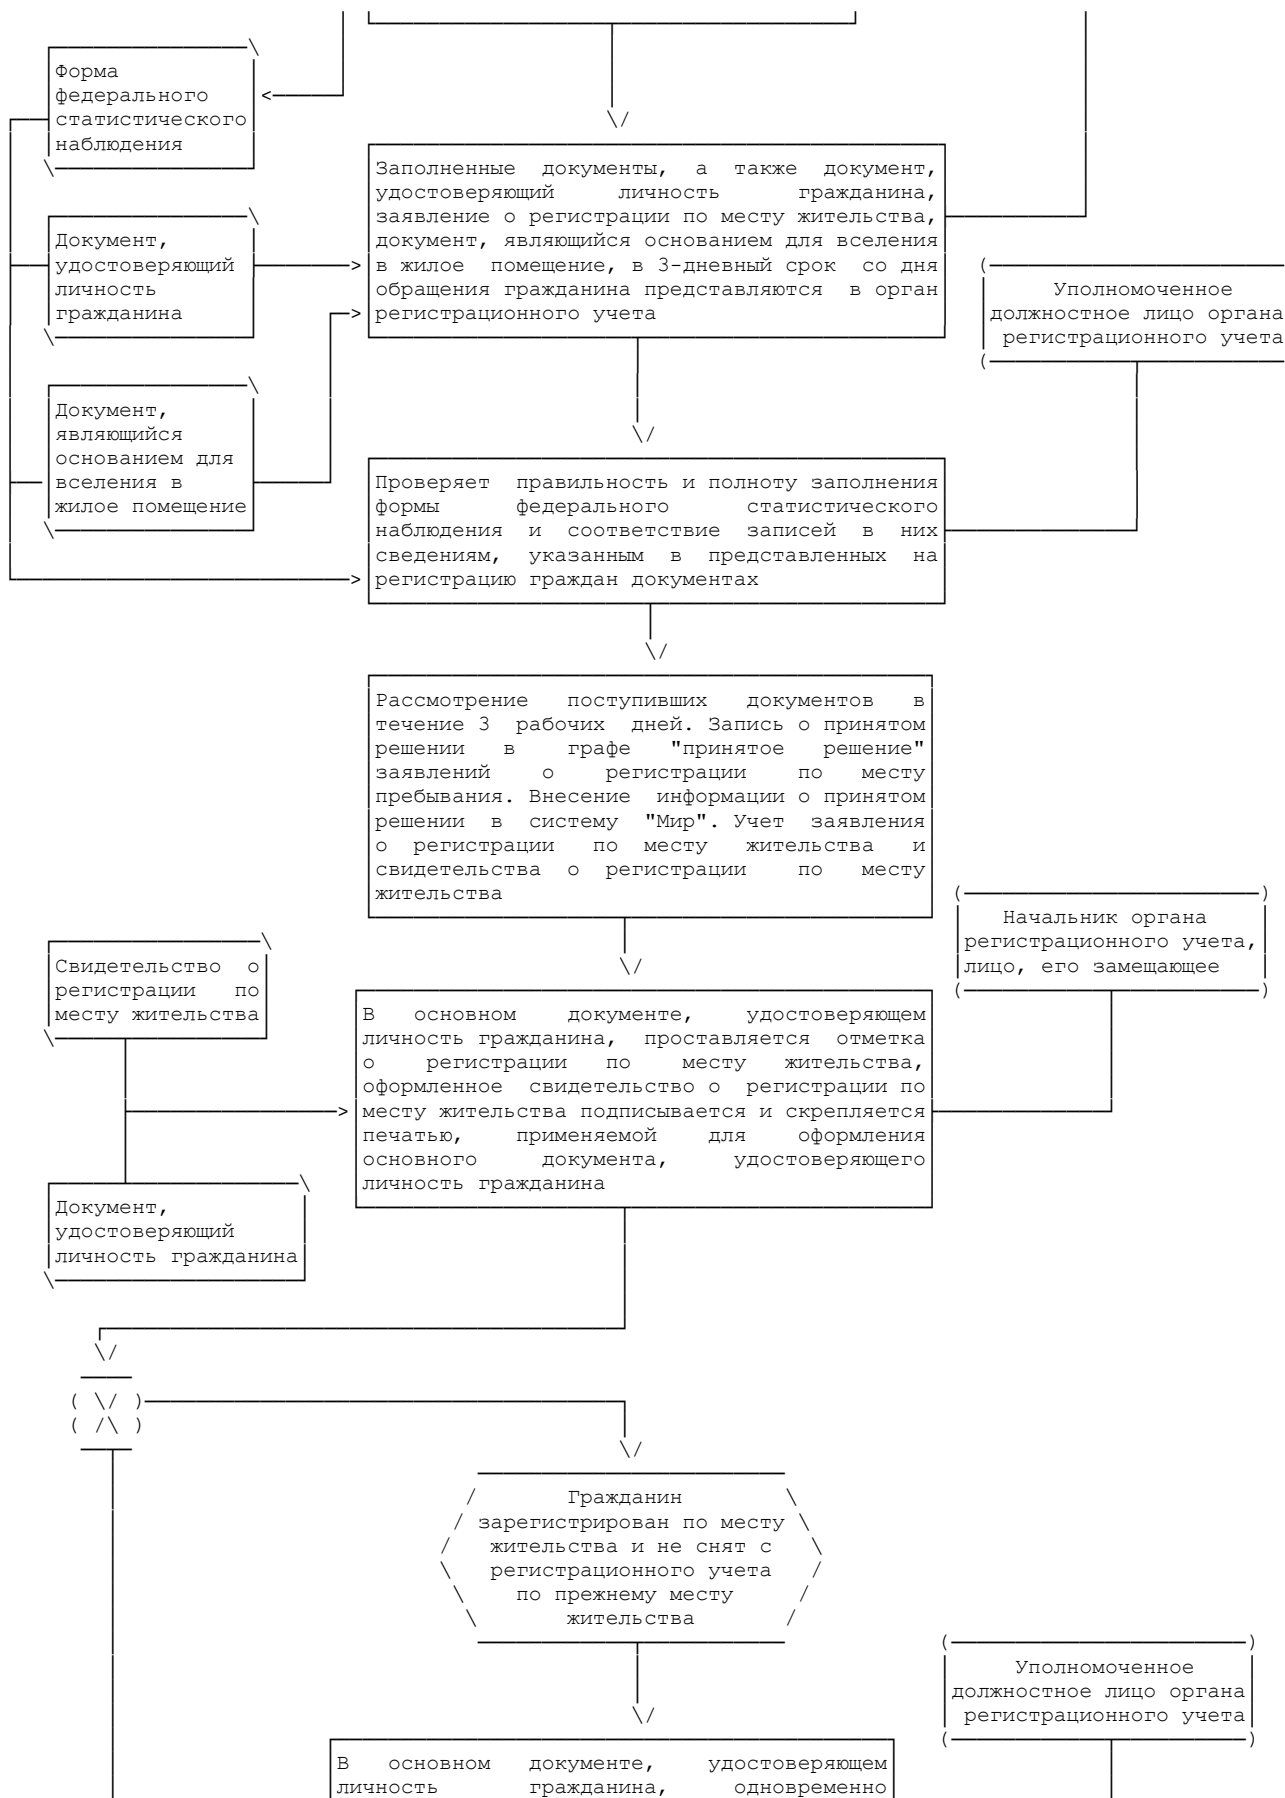 Форма
федерального
статистического
наблюдения
Заполненные документы, а также документ,
удостоверяющий личность гражданина,
заявление о регистрации по месту жительства,
документ, являющийся основанием для вселения
в жилое помещение, в 3-дневный срок со дня
обращения гражданина представляются в орган
регистрационного учета
Документ,
удостоверяющий
личность
гражданина
Уполномоченное
должностное лицо органа
регистрационного учета
Документ,
являющийся
основанием для
вселения в
жилое помещение
Проверяет правильность и полноту заполнения
формы федерального статистического
наблюдения и соответствие записей в них
сведениям, указанным в представленных на
регистрацию граждан документах
Рассмотрение поступивших документов в
течение 3 рабочих дней. Запись о принятом
решении в графе "принятое решение"
заявлений о регистрации по месту
пребывания. Внесение информации о принятом
решении в систему "Мир". Учет заявления
о регистрации по месту жительства и
свидетельства о регистрации по месту
жительства
Начальник органа
регистрационного учета,
лицо, его замещающее
Свидетельство о
регистрации по
месту жительства
В основном документе, удостоверяющем
личность гражданина, проставляется отметка
о регистрации по месту жительства,
оформленное свидетельство о регистрации по
месту жительства подписывается и скрепляется
печатью, применяемой для оформления
основного документа, удостоверяющего
личность гражданина
Документ,
удостоверяющий
личность гражданина
Гражданин
зарегистрирован по месту
жительства и не снят с
регистрационного учета
по прежнему месту
жительства
Уполномоченное
должностное лицо органа
регистрационного учета
В основном документе, удостоверяющем
личность гражданина, одновременно